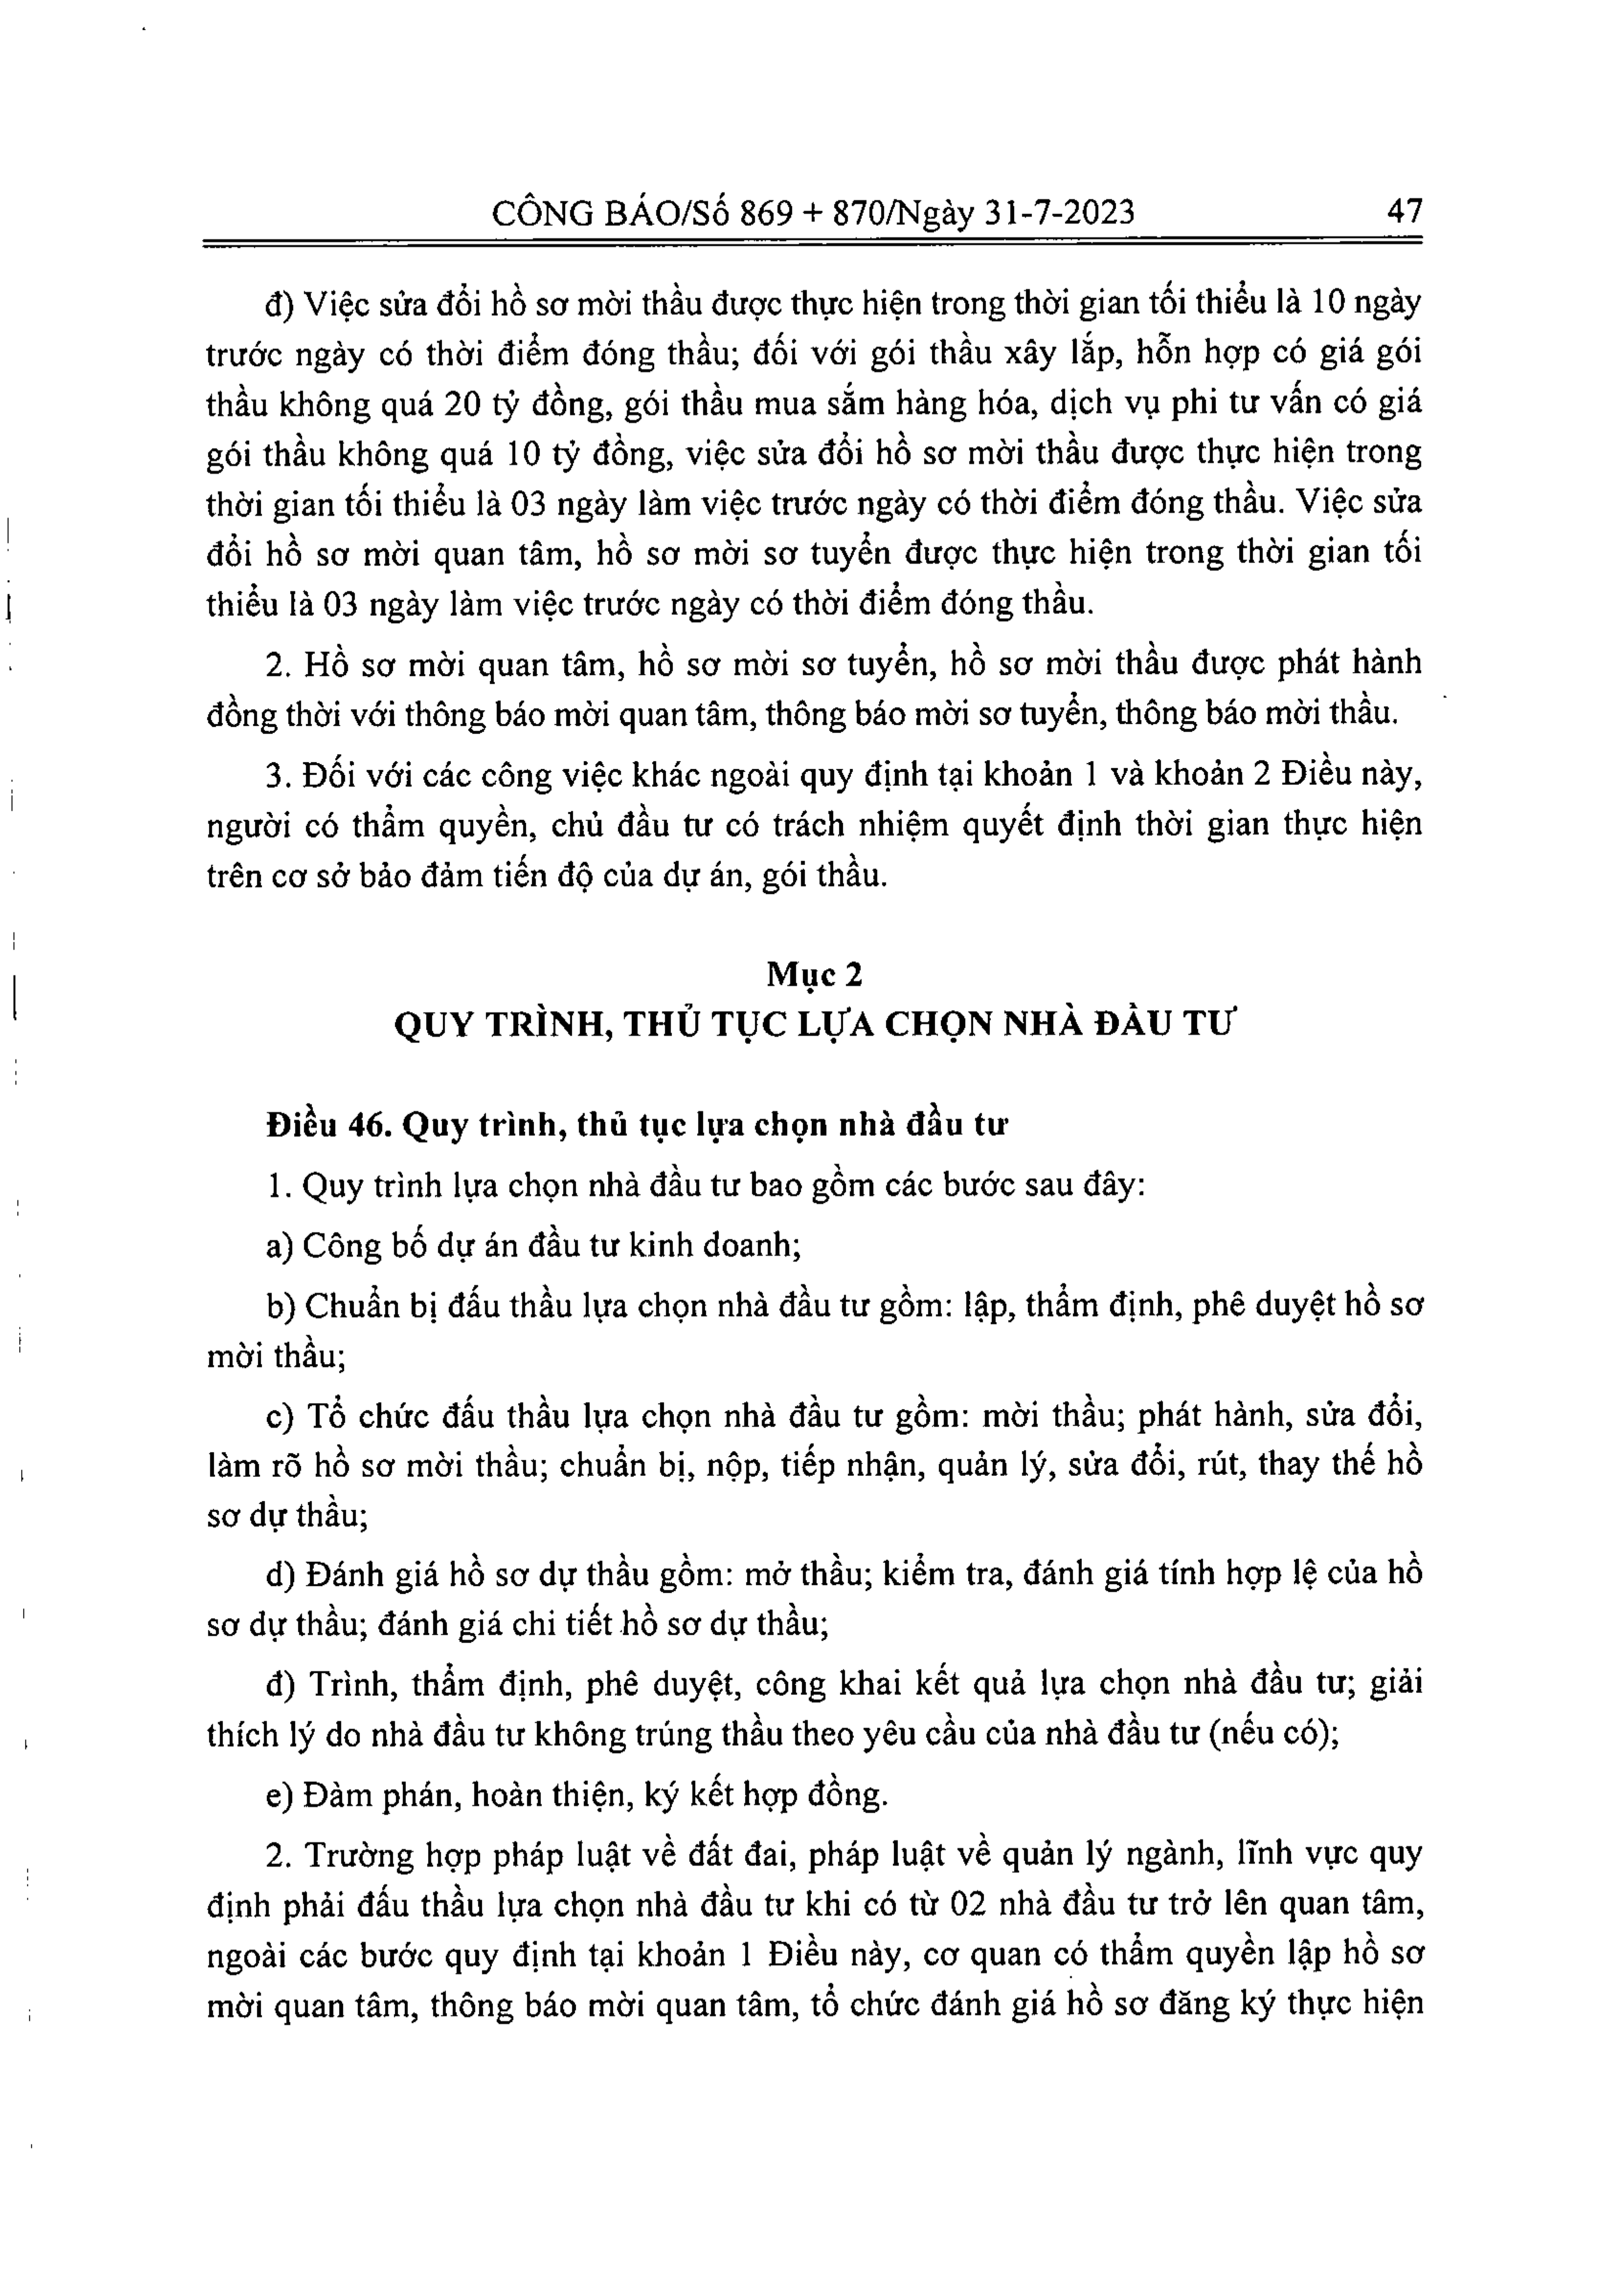 CÔNG BÁO/Số 869 + 870/Ngày 31-7-2023 47
đ) Việc sửa đổi hồ sơ mời thầu được thực hiện trong thời gian tối thiểu là 10 ngày
trước ngày có thời điểm đóng thầu; đối với gói thầu xây lắp, hỗn hợp có giá gói
thầu không quá 20 tỷ đồng, gói thầu mua sắm hàng hóa, dịch vụ phi tư vấn có giá
gói thầu không quá 10 tỷ đồng, việc sửa đổi hồ sơ mời thầu được thực hiện trong
thời gian tối thiểu là 03 ngày làm việc trước ngày có thời điểm đóng thầu. Việc sửa
đổi hồ sơ mời quan tâm, hồ sơ mời sơ tuyển được thực hiện trong thời gian tối
thiểu là 03 ngày làm việc trước ngày có thời điểm đóng thầu.
2. Hồ sơ mời quan tâm, hồ sơ mời sơ tuyển, hồ sơ mời thầu được phát hành
đồng thời với thông báo mời quan tâm, thông báo mời sơ tuyển, thông báo mời thầu.
3. Đối với các công việc khác ngoài quy định tại khoản 1 và khoản 2 Điều này,
người có thẩm quyền, chủ đầu tư có trách nhiệm quyết định thời gian thực hiện
trên cơ sở bảo đảm tiến độ của dự án, gói thầu.
Mục 2
QUY TRÌNH, THỦ TỤC LỰA CHỌN NHÀ ĐẦU TƯ
Điều 46. Quy trình, thủ tục lựa chọn nhà đầu tư
1. Quy trình lựa chọn nhà đầu tư bao gồm các bước sau đây:
a) Công bố dự án đầu tư kinh doanh;
b) Chuẩn bị đấu thầu lựa chọn nhà đầu tư gồm: lập, thẩm định, phê duyệt hồ sơ
mời thầu;
c) Tổ chức đấu thầu lựa chọn nhà đầu tư gồm: mời thầu; phát hành, sửa đổi,
làm rõ hồ sơ mời thầu; chuẩn bị, nộp, tiếp nhận, quản lý, sửa đổi, rút, thay thế hồ
sơ dự thầu;
d) Đánh giá hồ sơ dự thầu gồm: mở thầu; kiểm tra, đánh giá tính hợp lệ của hồ
sơ dự thầu; đánh giá chi tiết hồ sơ dự thầu;
đ) Trình, thẩm định, phê duyệt, công khai kết quả lựa chọn nhà đầu tư; giải
thích lý do nhà đầu tư không trúng thầu theo yêu cầu của nhà đầu tư (nếu có);
e) Đàm phán, hoàn thiện, ký kết hợp đồng.
2. Trường hợp pháp luật về đất đai, pháp luật về quản lý ngành, lĩnh vực quy
định phải đấu thầu lựa chọn nhà đầu tư khi có từ 02 nhà đầu tư trở lên quan tâm,
ngoài các bước quy định tại khoản 1 Điều này, cơ quan có thẩm quyền lập hồ sơ
mời quan tâm, thông báo mời quan tâm, tổ chức đánh giá hồ sơ đăng ký thực hiện